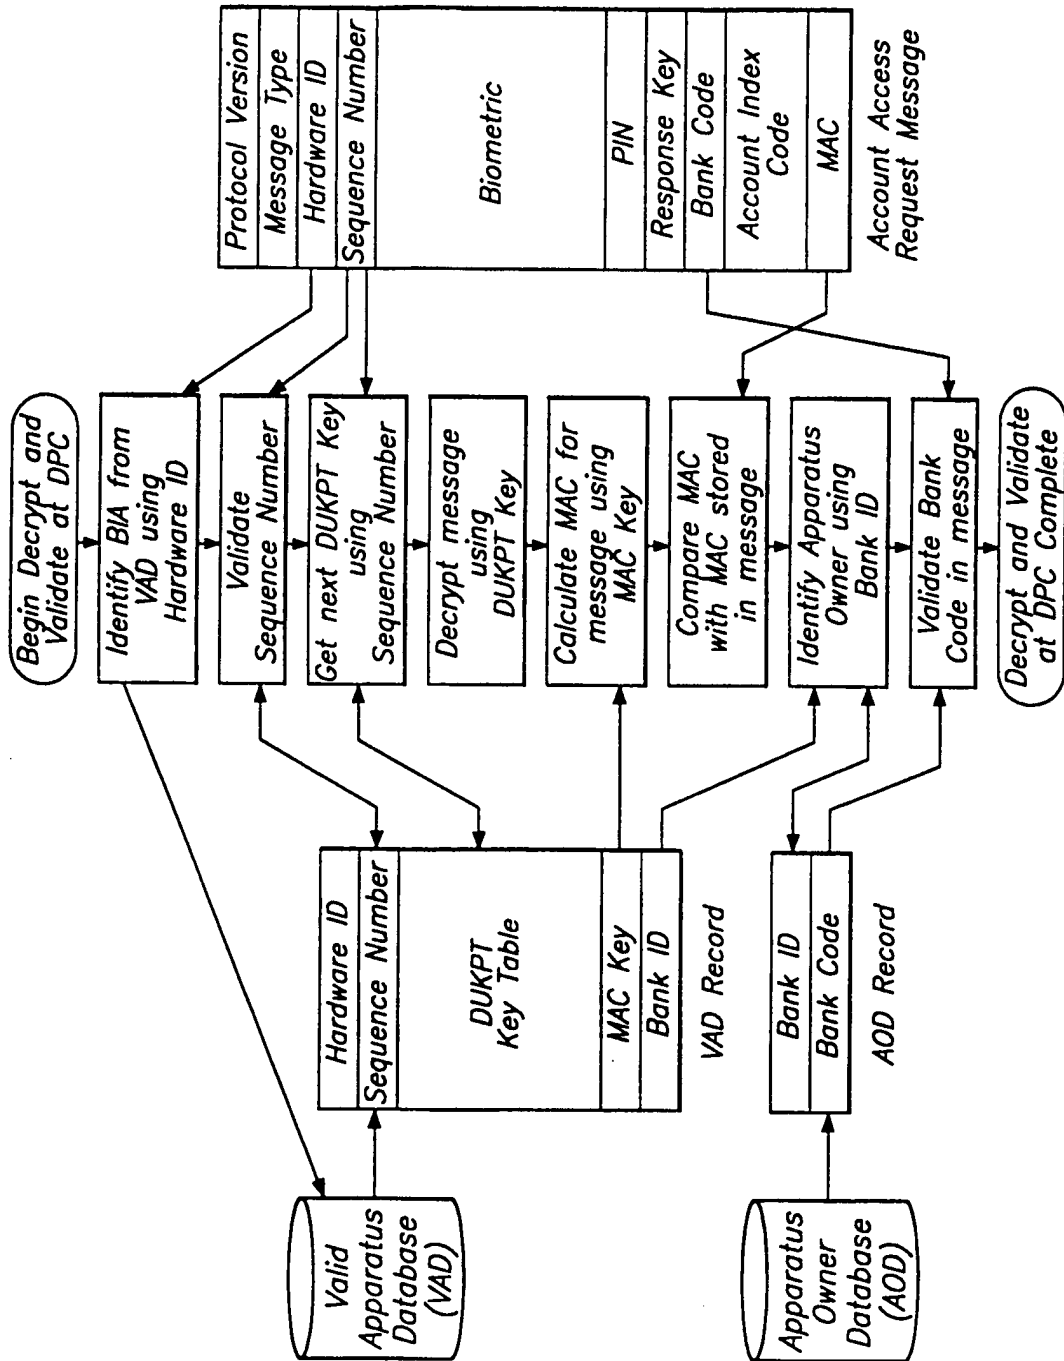 Begin Decrypt and
Validate at DPC
Identify BIA from
VAD using
Hardware ID
Validate
Sequence Number
Get next DUKPT Key
using
Sequence Number
Decrypt message
using
DUKPT Key
Calculate MAC for
message using
MAC Key
Compare MAC
with MAC stored
in message
Identify Apparatus
Owner using
Bank ID
Validate Bank
Code in message
Decrypt and Validate
at DPC Complete
Protocol Version
Message Type
Hardware ID
Sequence Number
Biometric
PIN
Response Key
Bank Code
Account Index
Code
MAC
Account Access
Request Message
Hardware ID
Sequence Number
DUKPT
Key Table
MAC Key
Bank ID
VAD Record
Bank ID
Bank Code
AOD Record
Valid
Apparatus
Database
(VAD)
Apparatus
Owner
Database
(AOD)